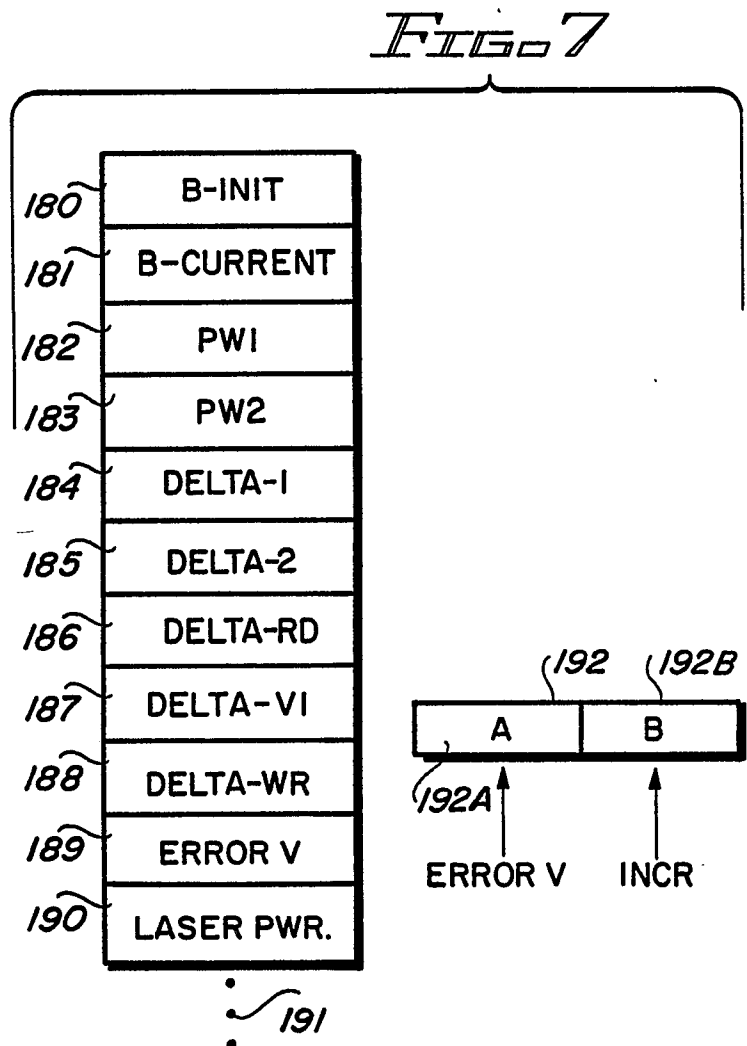 FIG. 7
180 B-INIT
181 B-CURRENT
182 PW1
183 PW2
184 DELTA-1
185 DELTA-2
186 DELTA-RD
187 DELTA-V1
188 DELTA-WR
189 ERROR V
190 LASER PWR.
191
192 192B
A B
192A
ERROR V INCR